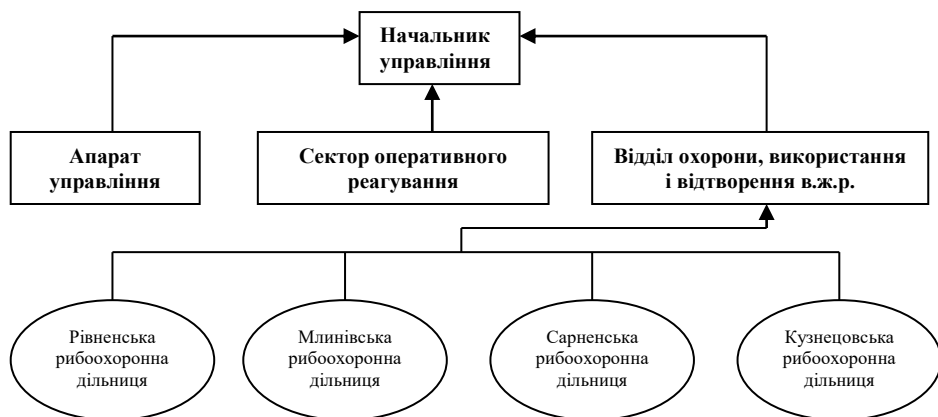 Начальник
управління
Апарат
управління
Сектор оперативного
реагування
Відділ охорони, використання
і відтворення в.ж.р.
Рівненська
рибоохоронна
дільниця
Млинівська
рибоохоронна
дільниця
Сарненська
рибоохоронна
дільниця
Кузнецовська
рибоохоронна
дільниця